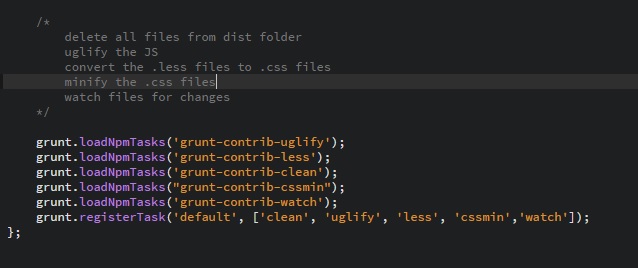 /*
delete all files from dist folder
uglify the JS
convert the .less files to .css files
minify the .css files
watch files for changes
*/
grunt.loadNpmTasks('grunt-contrib-uglify');
grunt.loadNpmTasks('grunt-contrib-less');
grunt.loadNpmTasks('grunt-contrib-clean');
grunt.loadNpmTasks("grunt-contrib-cssmin");
grunt.loadNpmTasks('grunt-contrib-watch');
grunt.registerTask('default', ['clean', 'uglify', 'less', 'cssmin','watch']);
};